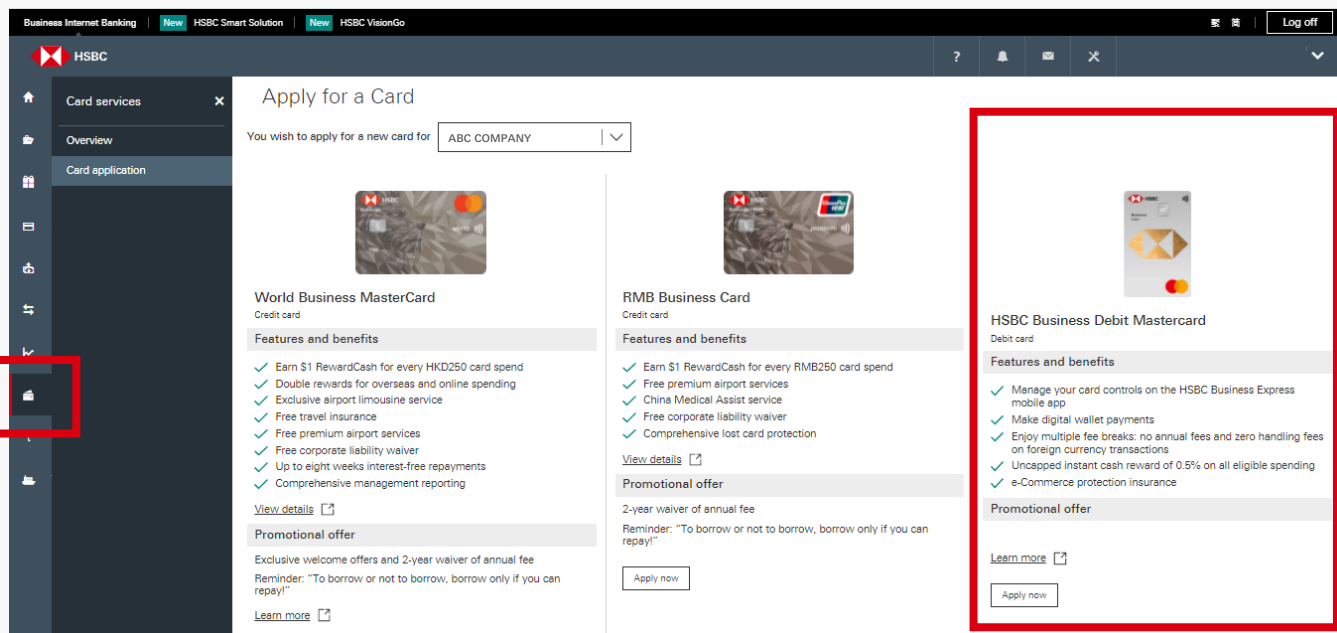 Business Internet Banking
New HSBC Smart Solution
New HSBC VisionGo
繁 简
Log off
HSBC
?
Card services
Overview
Card application
Apply for a Card
You wish to apply for a new card for ABC COMPANY
HSBC
world
World Business MasterCard
Credit card
Features and benefits
Earn $1 RewardCash for every HKD250 card spend
Double rewards for overseas and online spending
Exclusive airport limousine service
Free travel insurance
Free premium airport services
Free corporate liability waiver
Up to eight weeks interest-free repayments
Comprehensive management reporting
View details
Promotional offer
Exclusive welcome offers and 2-year waiver of annual fee
Reminder: "To borrow or not to borrow, borrow only if you can
repay!"
Learn more
HSBC
UnionPay
platinum
RMB Business Card
Credit card
Features and benefits
Earn $1 RewardCash for every RMB250 card spend
Free premium airport services
China Medical Assist service
Free corporate liability waiver
Comprehensive lost card protection
View details
Promotional offer
2-year waiver of annual fee
Reminder: "To borrow or not to borrow, borrow only if you can
repay!"
Apply now
HSBC
Business
HSBC Business Debit Mastercard
Debit card
Features and benefits
Manage your card controls on the HSBC Business Express
mobile app
Make digital wallet payments
Enjoy multiple fee breaks: no annual fees and zero handling fees
on foreign currency transactions
Uncapped instant cash reward of 0.5% on all eligible spending
e-Commerce protection insurance
Promotional offer
Learn more
Apply now